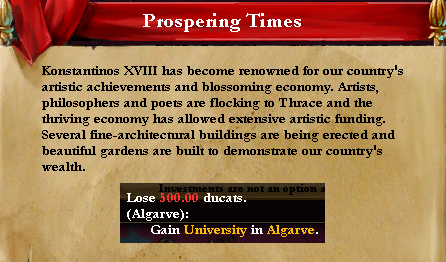 Prospering Times
Konstantinos XVIII has become renowned for our country's
artistic achievements and blossoming economy. Artists,
philosophers and poets are flocking to Thrace and the
thriving economy has allowed extensive artistic funding.
Several fine-architectural buildings are being erected and
beautiful gardens are built to demonstrate our country's
wealth.
Investments are not an option a
Lose 500.00 ducats.
(Algarve):
Gain University in Algarve.